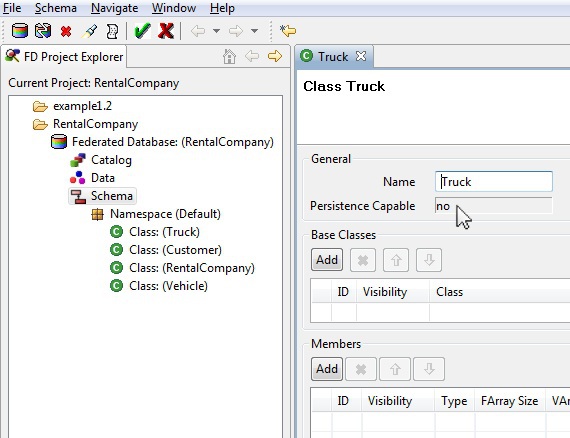 File Schema Navigate Window Help
FD Project Explorer
Current Project: RentalCompany
example1.2
RentalCompany
Federated Database: (RentalCompany)
Catalog
Data
Schema
Namespace (Default)
Class: (Truck)
Class: (Customer)
Class: (RentalCompany)
Class: (Vehicle)
Truck
Class Truck
General
Name Truck
Persistence Capable no
Base Classes
Add
ID Visibility Class
Members
Add
ID Visibility Type FArray Size VAr